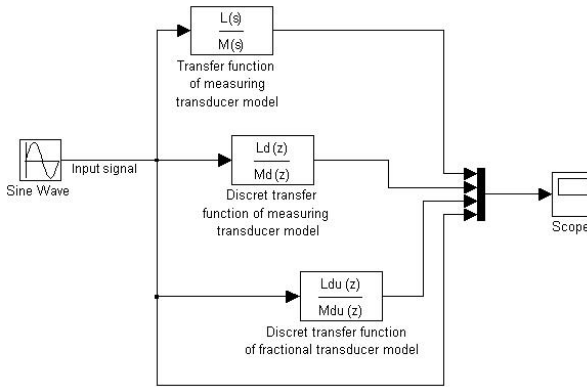 L(s)
M(s)
Transfer function
of measuring
transducer model
Sine Wave
Input signal
Ld (z)
Md (z)
Discret transfer
function of measuring
transducer model
Scope
Ldu (z)
Mdu (z)
Discret transfer function
of fractional transducer model